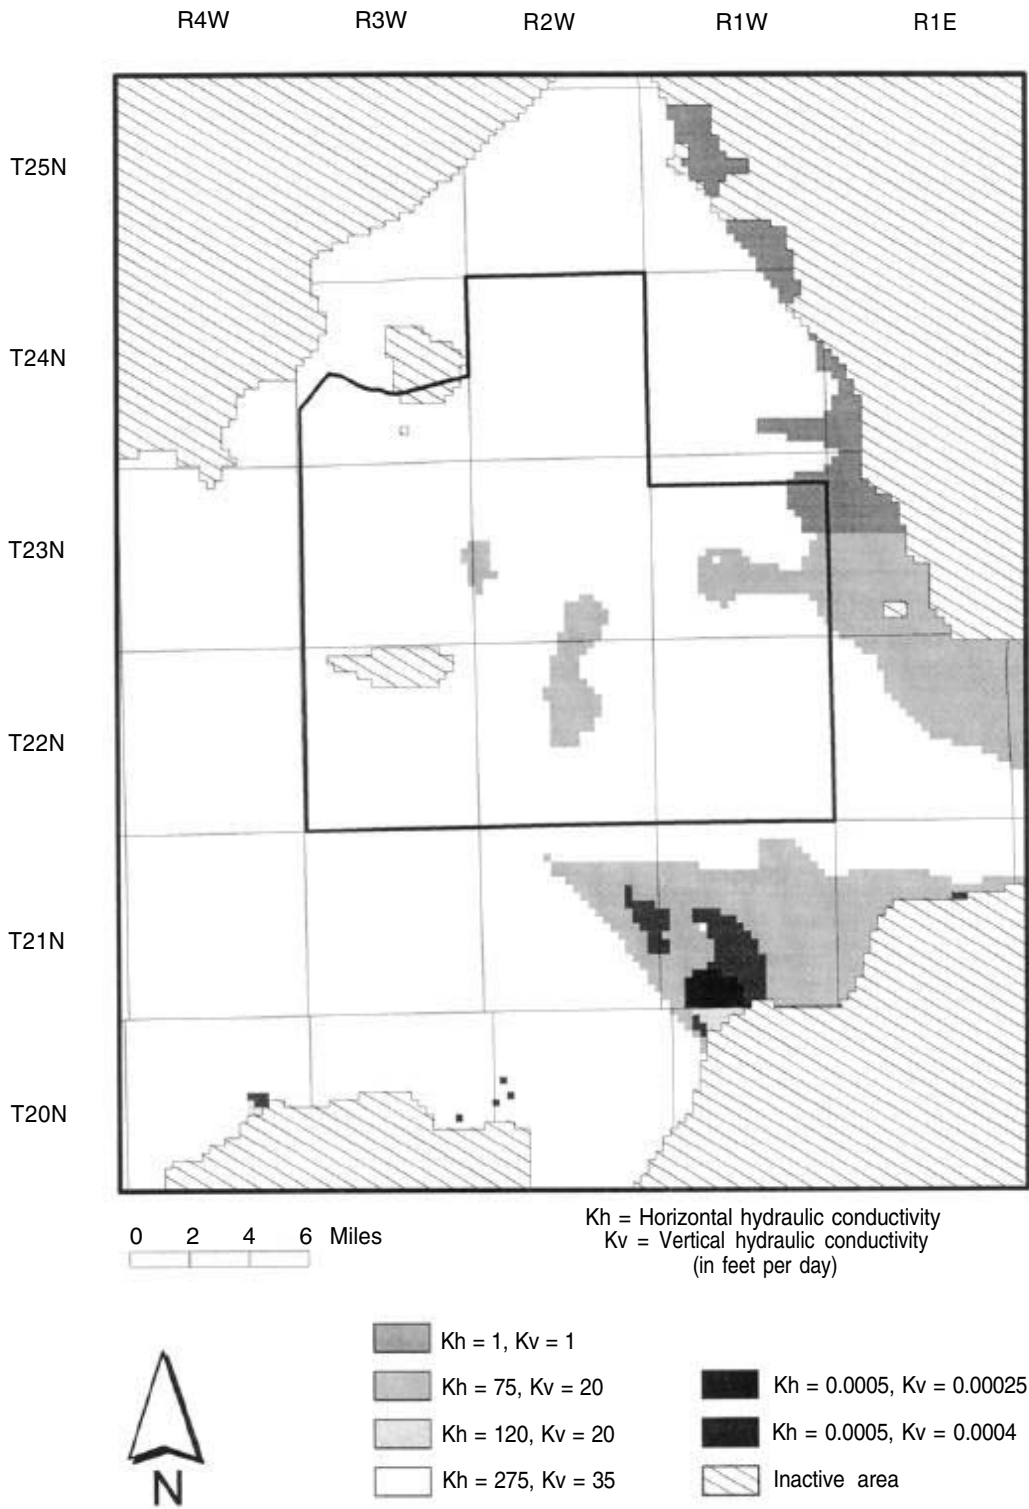 R4W R3W R2W R1W R1E
T25N
T24N
T23N
T22N
T21N
T20N
0 2 4 6 Miles
Kh = Horizontal hydraulic conductivity
Kv = Vertical hydraulic conductivity
(in feet per day)
Kh = 1, Kv = 1
Kh = 75, Kv = 20
Kh = 120, Kv = 20
Kh = 275, Kv = 35
Kh = 0.0005, Kv = 0.00025
Kh = 0.0005, Kv = 0.0004
Inactive area
N